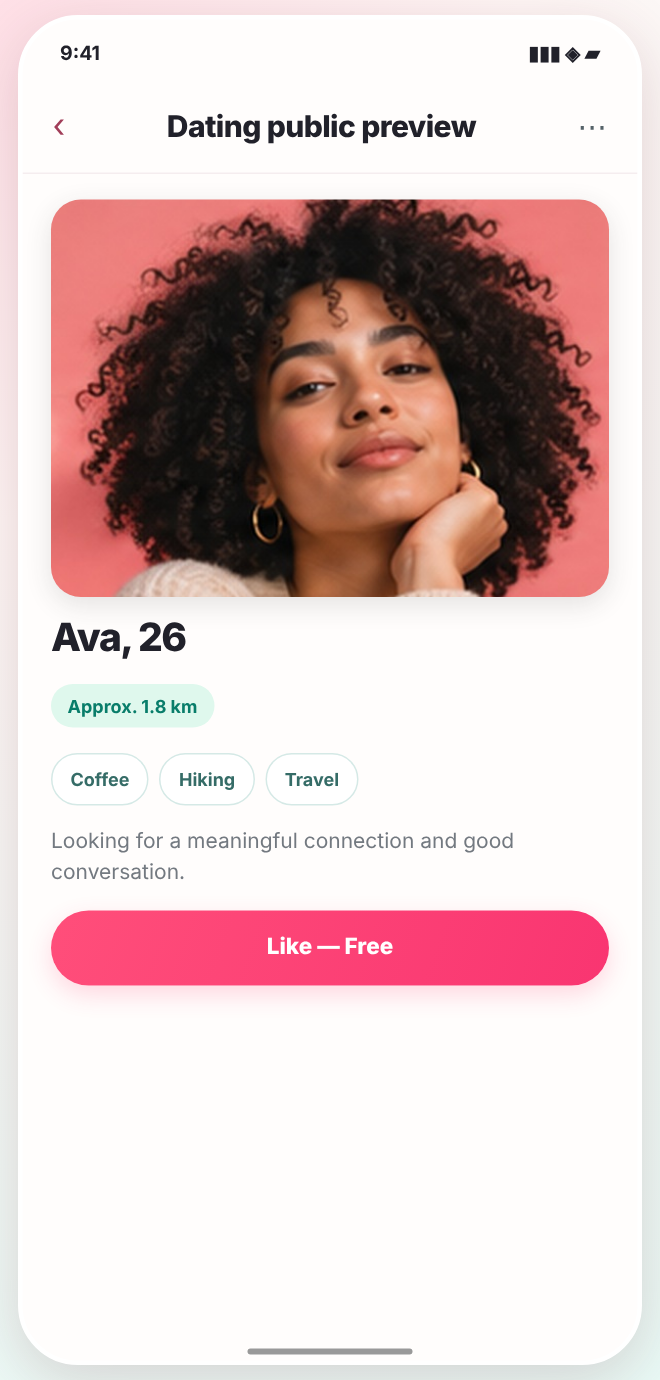 9:41
Dating public preview
Ava, 26
Approx. 1.8 km
Coffee Hiking Travel
Looking for a meaningful connection and good
conversation.
Like — Free